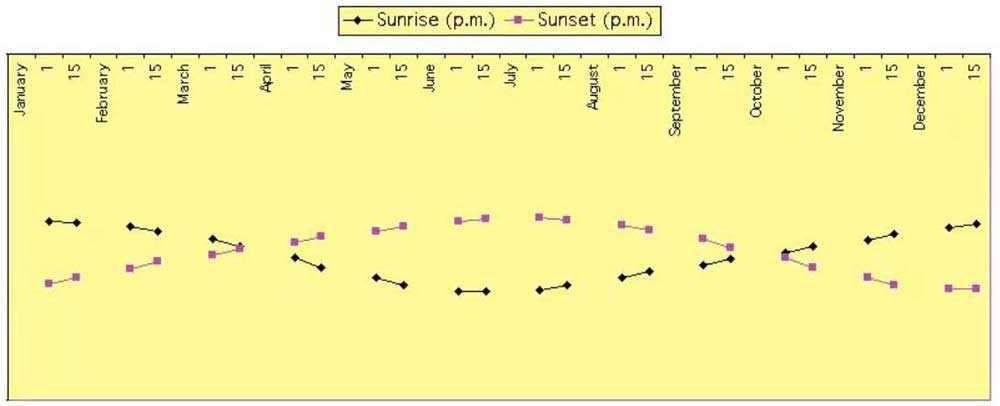 Sunrise (p.m.) Sunset (p.m.)
January 1 15 February 1 15 March 1 15 April 1 15 May 1 15 June 1 15 July 1 15 August 1 15 September 1 15 October 1 15 November 1 15 December 1 15